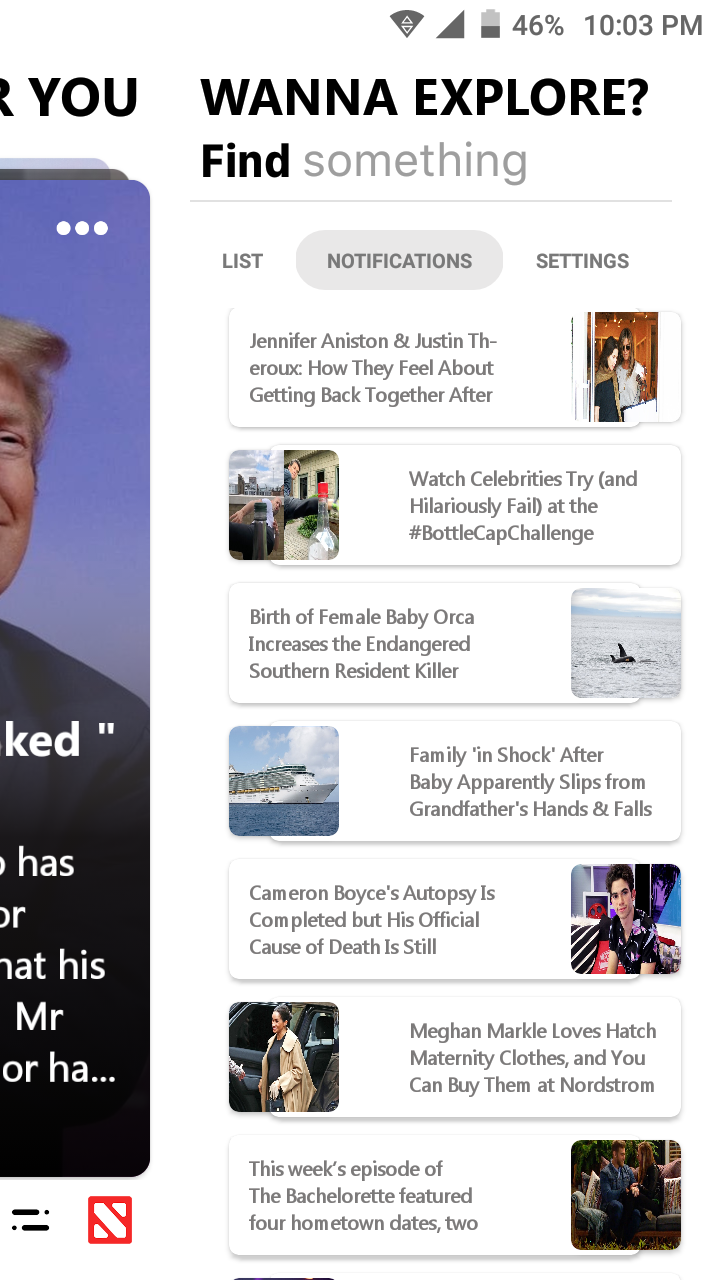 46% 10:03 PM
R YOU
WANNA EXPLORE?
Find something
LIST NOTIFICATIONS SETTINGS
Jennifer Aniston & Justin Th-
eroux: How They Feel About
Getting Back Together After
Watch Celebrities Try (and
Hilariously Fail) at the
#BottleCapChallenge
Birth of Female Baby Orca
Increases the Endangered
Southern Resident Killer
Family 'in Shock' After
Baby Apparently Slips from
Grandfather's Hands & Falls
Cameron Boyce's Autopsy Is
Completed but His Official
Cause of Death Is Still
Meghan Markle Loves Hatch
Maternity Clothes, and You
Can Buy Them at Nordstrom
This week’s episode of
The Bachelorette featured
four hometown dates, two
ked "
has
or
hat his
Mr
or ha...